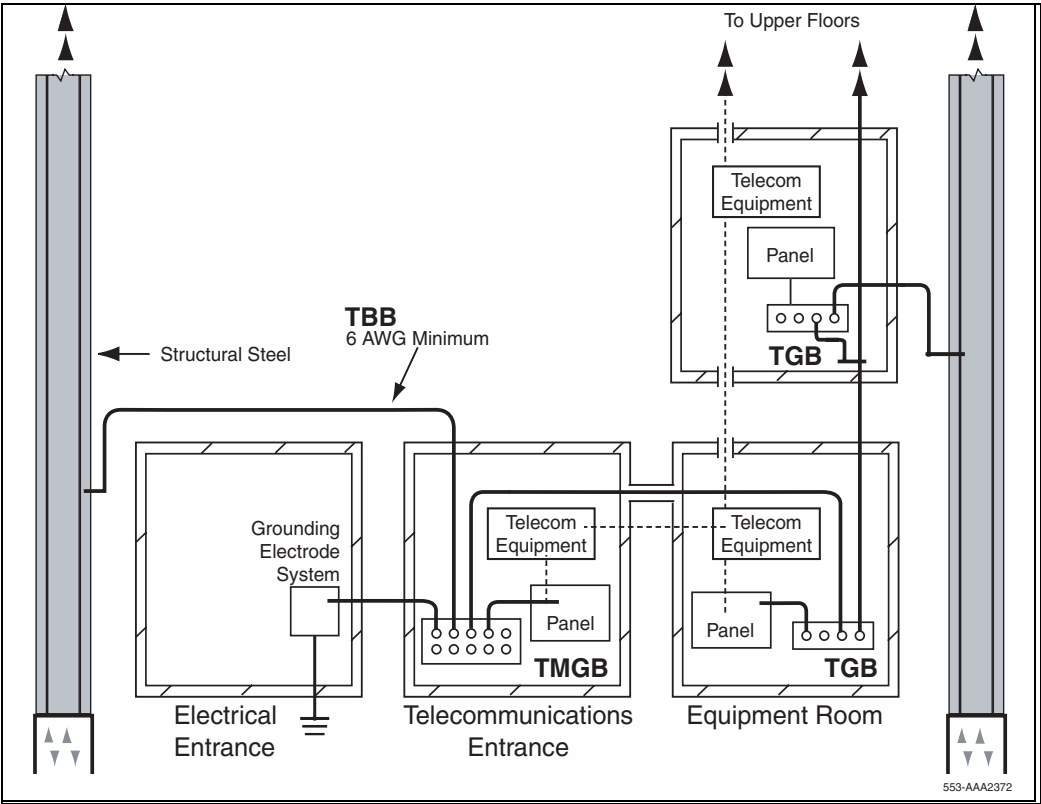 To Upper Floors
Telecom
Equipment
Panel
TGB
TBB
6 AWG Minimum
Structural Steel
Grounding
Electrode
System
Telecom
Equipment
Panel
TMGB
Telecom
Equipment
Panel
TGB
Electrical
Entrance
Telecommunications
Entrance
Equipment Room
553-AAA2372